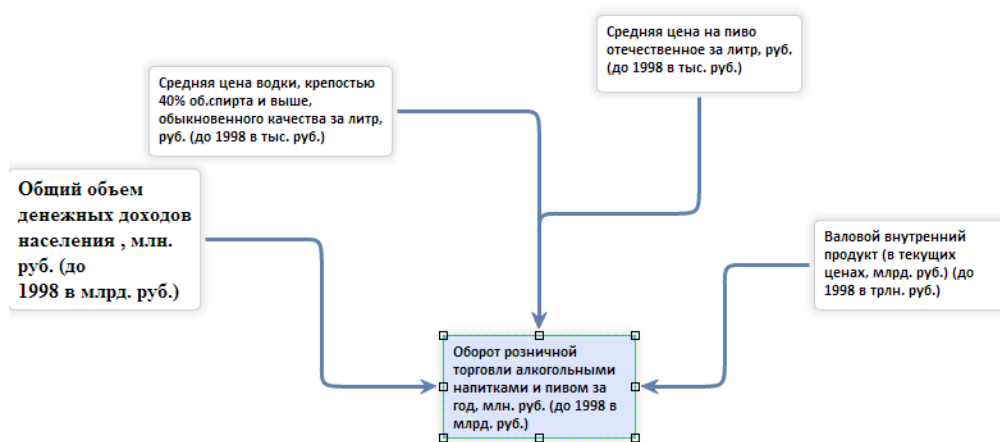 Средняя цена на пиво
отечественное за литр, руб.
(до 1998 в тыс. руб.)
Средняя цена водки, крепостью
40% об.спирта и выше,
обыкновенного качества за литр,
руб. (до 1998 в тыс. руб.)
Общий объем
денежных доходов
населения , млн.
руб. (до
1998 в млрд. руб.)
Валовой внутренний
продукт (в текущих
ценах, млрд. руб.) (до
1998 в трлн. руб.)
Оборот розничной
торговли алкогольными
напитками и пивом за
год, млн. руб. (до 1998 в
млрд. руб.)